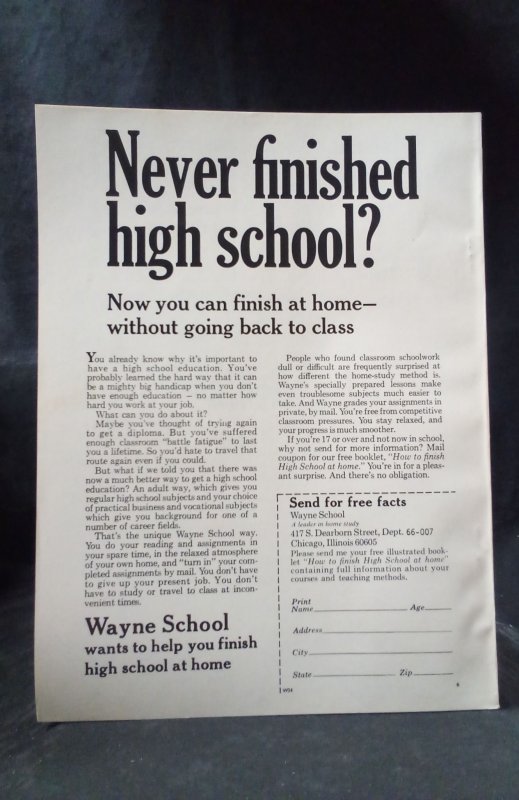 Never finished
high school?
Now you can finish at home—
without going back to class
You already know why it's important to
have a high school education. You've
probably learned the hard way that it can
be a mighty big handicap when you don't
have enough education – no matter how
hard you work at your job.
What can you do about it?
Maybe you've thought of trying again
to get a diploma. But you've suffered
enough classroom "battle fatigue" to last
you a lifetime. So you'd hate to travel that
route again even if you could.
But what if we told you that there was
now a much better way to get a high school
education? An adult way, which gives you
regular high school subjects and your choice
of practical business and vocational subjects
which give you background for one of a
number of career fields.
That's the unique Wayne School way.
You do your reading and assignments in
your spare time, in the relaxed atmosphere
of your own home, and "turn in" your com-
pleted assignments by mail. You don't have
to give up your present job. You don't
have to study or travel to class at incon-
venient times.
Wayne School
wants to help you finish
high school at home
People who found classroom schoolwork
dull or difficult are frequently surprised at
how different the home-study method is.
Wayne's specially prepared lessons make
even troublesome subjects much easier to
take. And Wayne grades your assignments in
private, by mail. You're free from competitive
classroom pressures. You stay relaxed, and
your progress is much smoother.
If you're 17 or over and not now in school,
why not send for more information? Mail
coupon for our free booklet, "How to finish
High School at home." You're in for a pleas-
ant surprise. And there's no obligation.
Send for free facts
Wayne School
A leader in home study
417 S. Dearborn Street, Dept. 66-007
Chicago, Illinois 60605
Please send me your free illustrated book-
let "How to finish High School at home"
containing full information about your
courses and teaching methods.
Print
Name Age
Address
City
State Zip